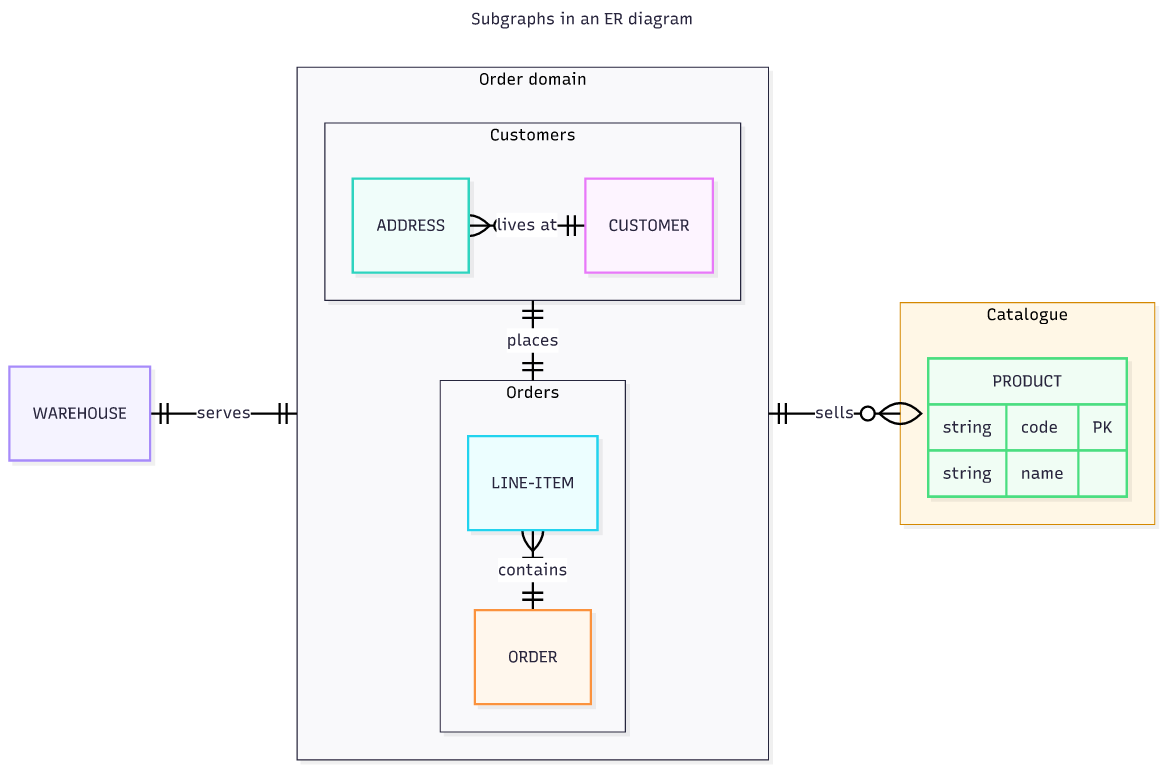 Subgraphs in an ER diagram
Order domain
Customers
ADDRESS
lives at
CUSTOMER
places
Orders
LINE-ITEM
contains
ORDER
WAREHOUSE
serves
sells
Catalogue
PRODUCT
string code PK
string name